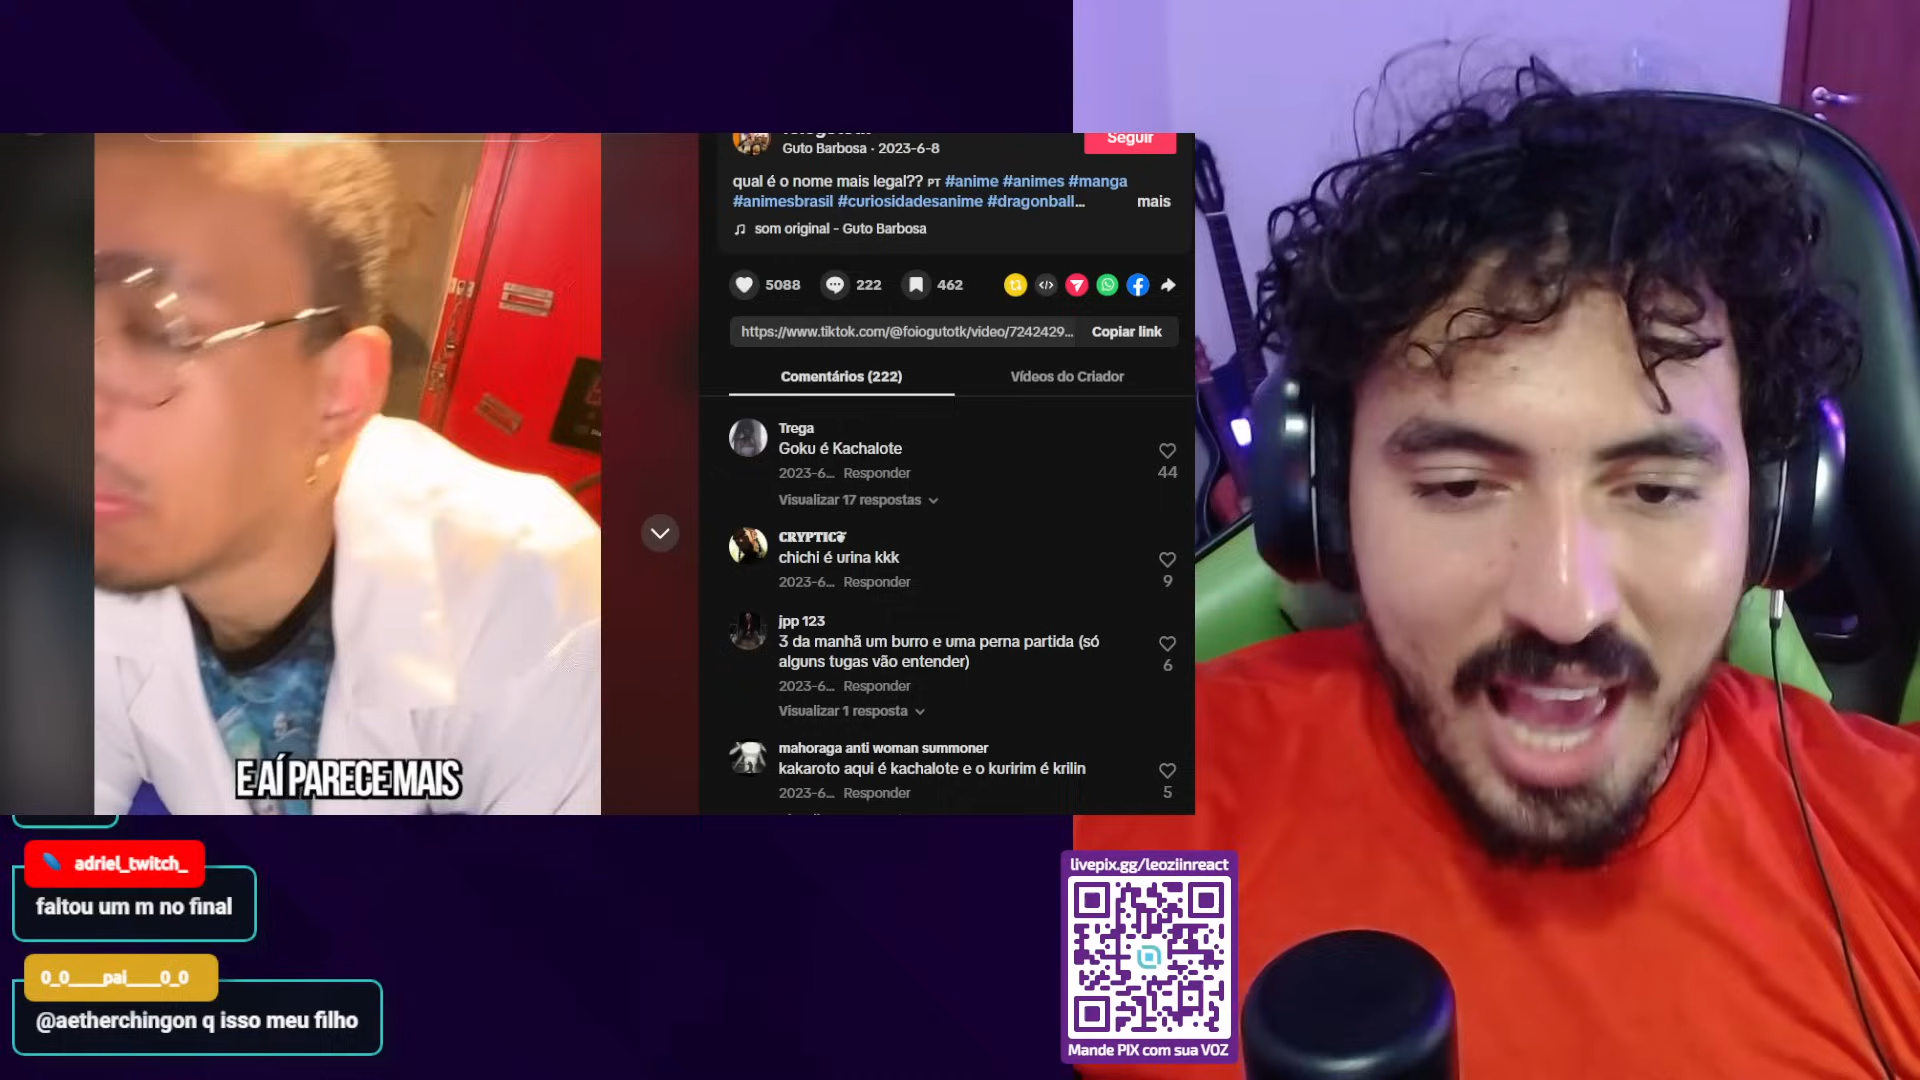 Seguir
Guto Barbosa · 2023-6-8
qual é o nome mais legal?? PT #anime #animes #manga
#animesbrasil #curiosidadesanime #dragonball...
mais
som original - Guto Barbosa
5088
222
462
https://www.tiktok.com/@foiogutotk/video/7242429...
Copiar link
Comentários (222)
Vídeos do Criador
Trega
Goku é Kachalote
2023-6... Responder
44
Visualizar 17 respostas
CRYPTIC
chichi é urina kkk
2023-6... Responder
9
jpp 123
3 da manhã um burro e uma perna partida (só
alguns tugas vão entender)
2023-6... Responder
6
Visualizar 1 resposta
mahoraga anti woman summoner
kakaroto aqui é kachalote e o kuririm é krilin
2023-6... Responder
5
E AÍ PARECE MAIS
adriel_twitch_
faltou um m no final
0_0____pai____0_0
@aetherchingon q isso meu filho
livepix.gg/leoziinreact
Mande PIX com sua VOZ